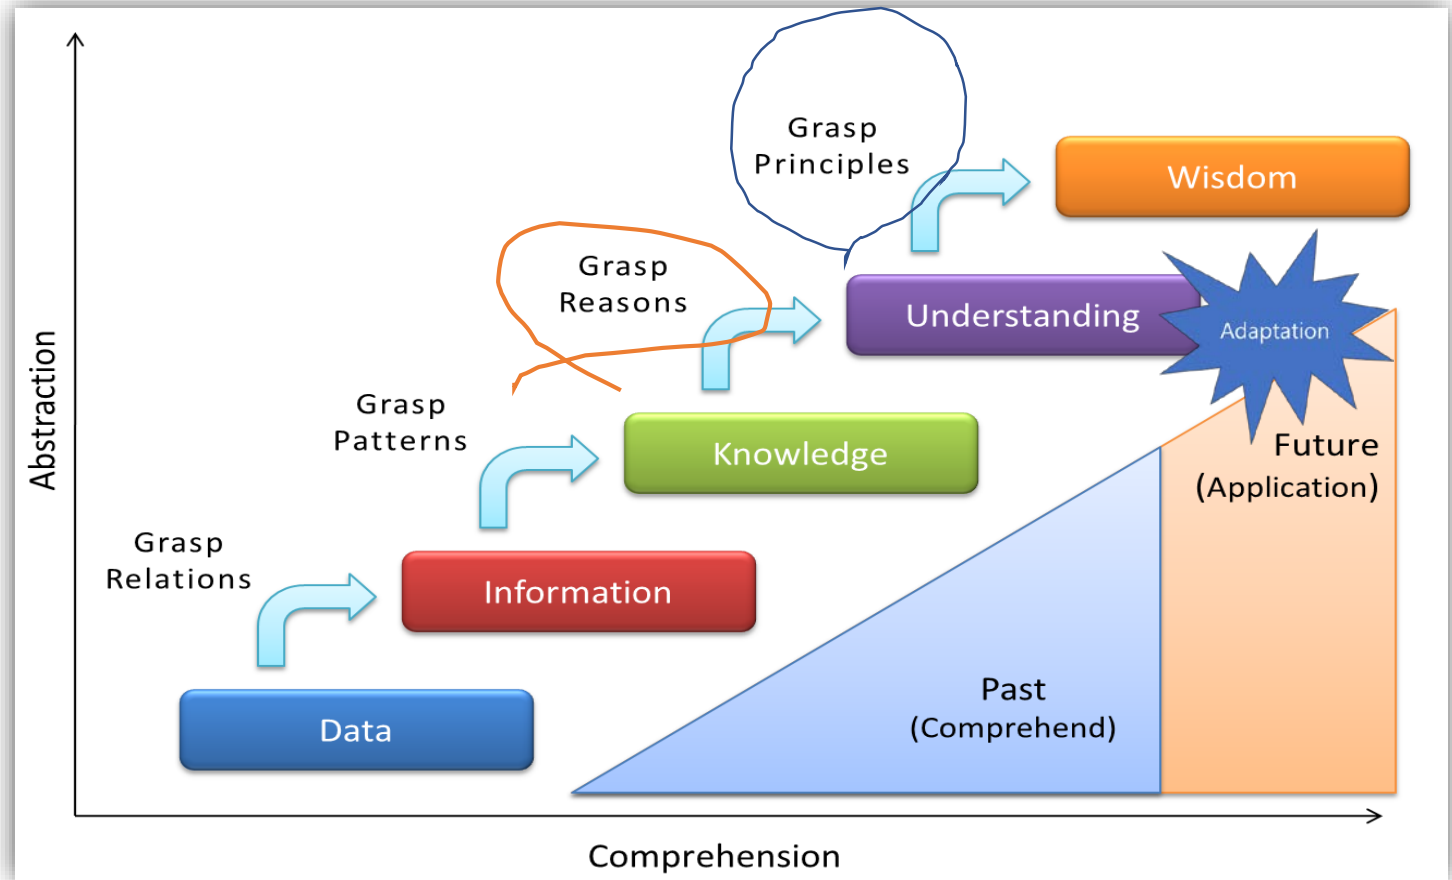 Grasp
Principles
Wisdom
Grasp
Reasons
Understanding
Adaptation
Grasp
Patterns
Knowledge
Future
(Application)
Grasp
Relations
Information
Past
(Comprehend)
Data
Abstraction
Comprehension